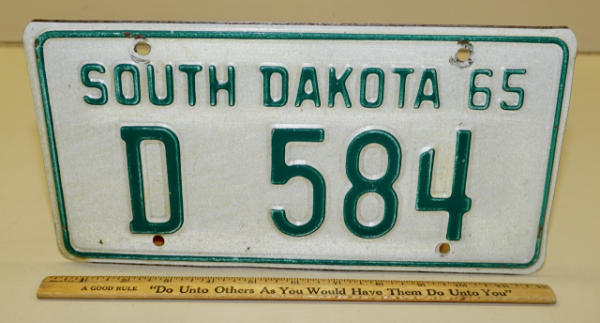 SOUTH DAKOTA 65
D 584
A GOOD RULE "Do Unto Others As You Would Have Them Do Unto You"